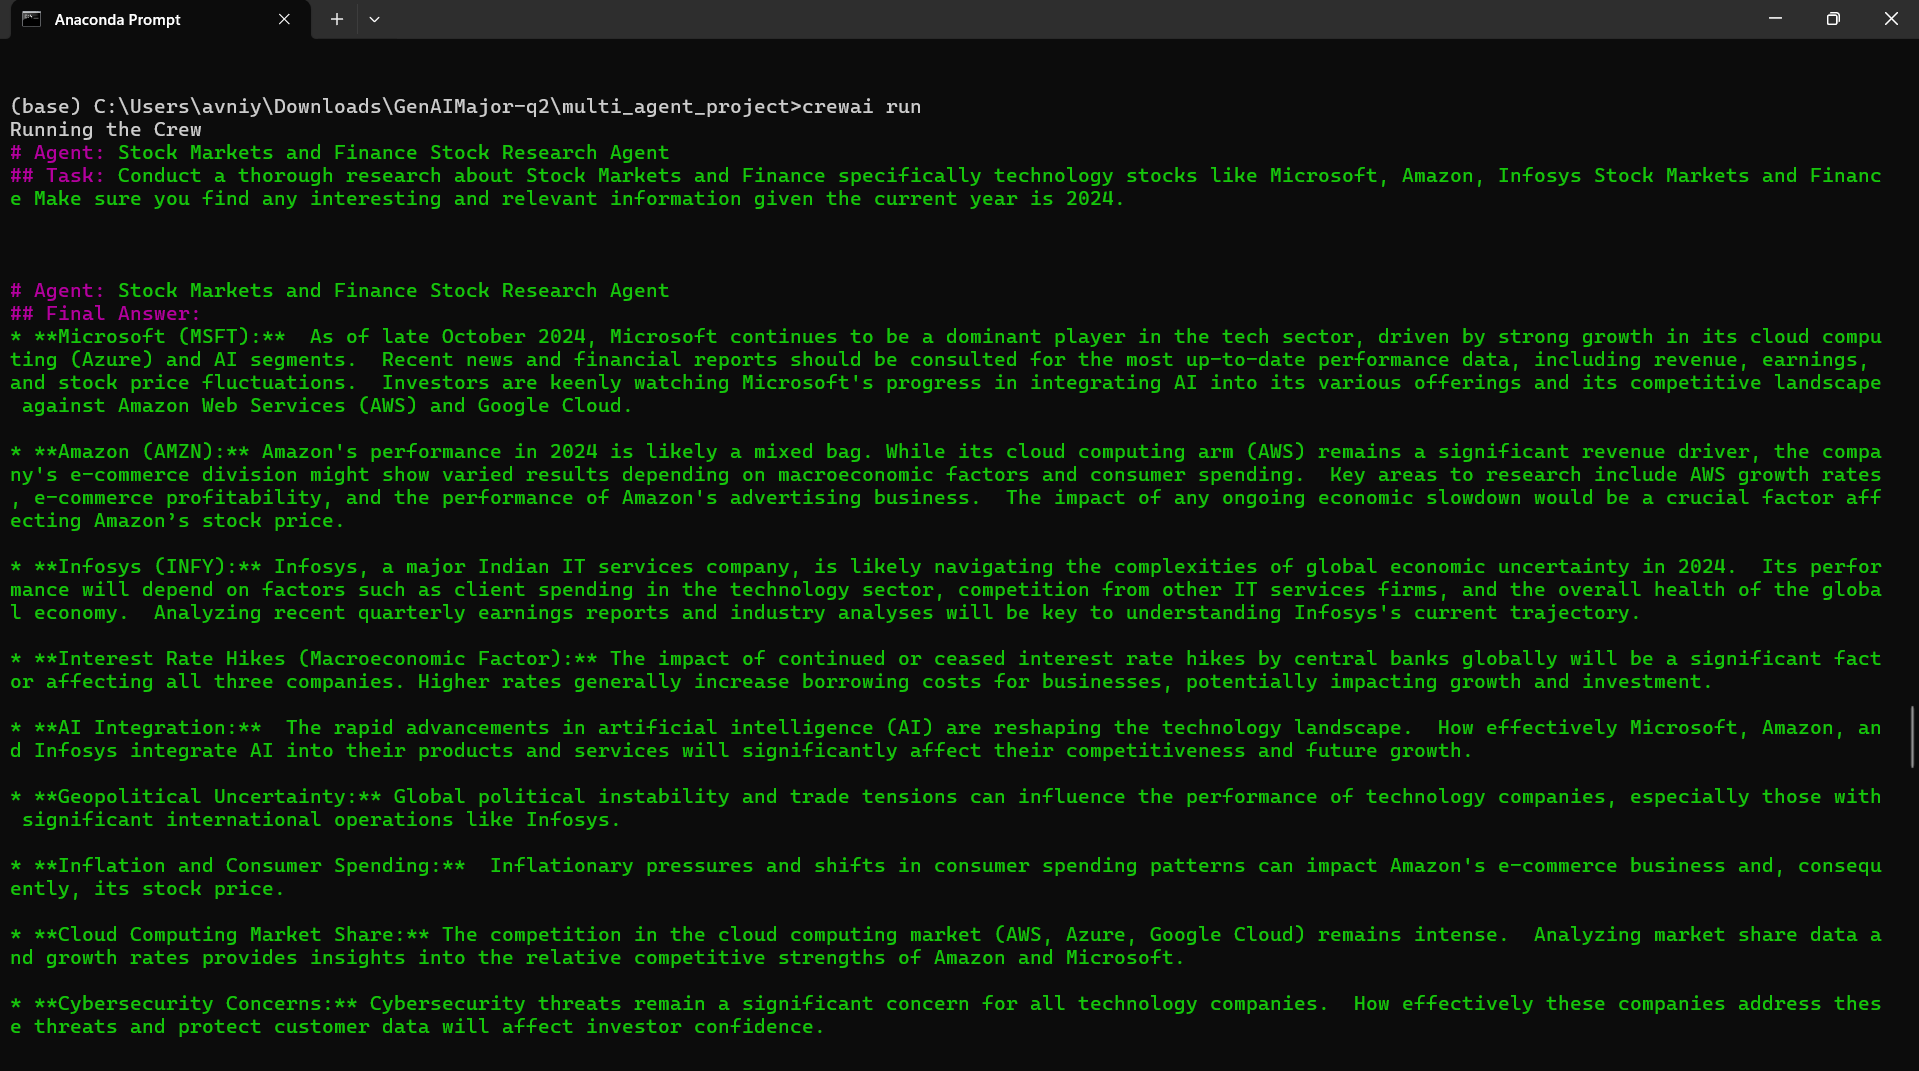 Anaconda Prompt
(base) C:\Users\avniy\Downloads\GenAIMajor-q2\multi_agent_project>crewai run
Running the Crew
# Agent: Stock Markets and Finance Stock Research Agent
## Task: Conduct a thorough research about Stock Markets and Finance specifically technology stocks like Microsoft, Amazon, Infosys Stock Markets and Financ
e Make sure you find any interesting and relevant information given the current year is 2024.
# Agent: Stock Markets and Finance Stock Research Agent
## Final Answer:
* **Microsoft (MSFT):**  As of late October 2024, Microsoft continues to be a dominant player in the tech sector, driven by strong growth in its cloud compu
ting (Azure) and AI segments.  Recent news and financial reports should be consulted for the most up-to-date performance data, including revenue, earnings,
and stock price fluctuations.  Investors are keenly watching Microsoft's progress in integrating AI into its various offerings and its competitive landscape
 against Amazon Web Services (AWS) and Google Cloud.
* **Amazon (AMZN):** Amazon's performance in 2024 is likely a mixed bag. While its cloud computing arm (AWS) remains a significant revenue driver, the compa
ny's e-commerce division might show varied results depending on macroeconomic factors and consumer spending.  Key areas to research include AWS growth rates
, e-commerce profitability, and the performance of Amazon's advertising business.  The impact of any ongoing economic slowdown would be a crucial factor aff
ecting Amazon’s stock price.
* **Infosys (INFY):** Infosys, a major Indian IT services company, is likely navigating the complexities of global economic uncertainty in 2024.  Its perfor
mance will depend on factors such as client spending in the technology sector, competition from other IT services firms, and the overall health of the globa
l economy.  Analyzing recent quarterly earnings reports and industry analyses will be key to understanding Infosys's current trajectory.
* **Interest Rate Hikes (Macroeconomic Factor):** The impact of continued or ceased interest rate hikes by central banks globally will be a significant fact
or affecting all three companies. Higher rates generally increase borrowing costs for businesses, potentially impacting growth and investment.
* **AI Integration:**  The rapid advancements in artificial intelligence (AI) are reshaping the technology landscape.  How effectively Microsoft, Amazon, an
d Infosys integrate AI into their products and services will significantly affect their competitiveness and future growth.
* **Geopolitical Uncertainty:** Global political instability and trade tensions can influence the performance of technology companies, especially those with
 significant international operations like Infosys.
* **Inflation and Consumer Spending:**  Inflationary pressures and shifts in consumer spending patterns can impact Amazon's e-commerce business and, consequ
ently, its stock price.
* **Cloud Computing Market Share:** The competition in the cloud computing market (AWS, Azure, Google Cloud) remains intense.  Analyzing market share data a
nd growth rates provides insights into the relative competitive strengths of Amazon and Microsoft.
* **Cybersecurity Concerns:** Cybersecurity threats remain a significant concern for all technology companies.  How effectively these companies address thes
e threats and protect customer data will affect investor confidence.